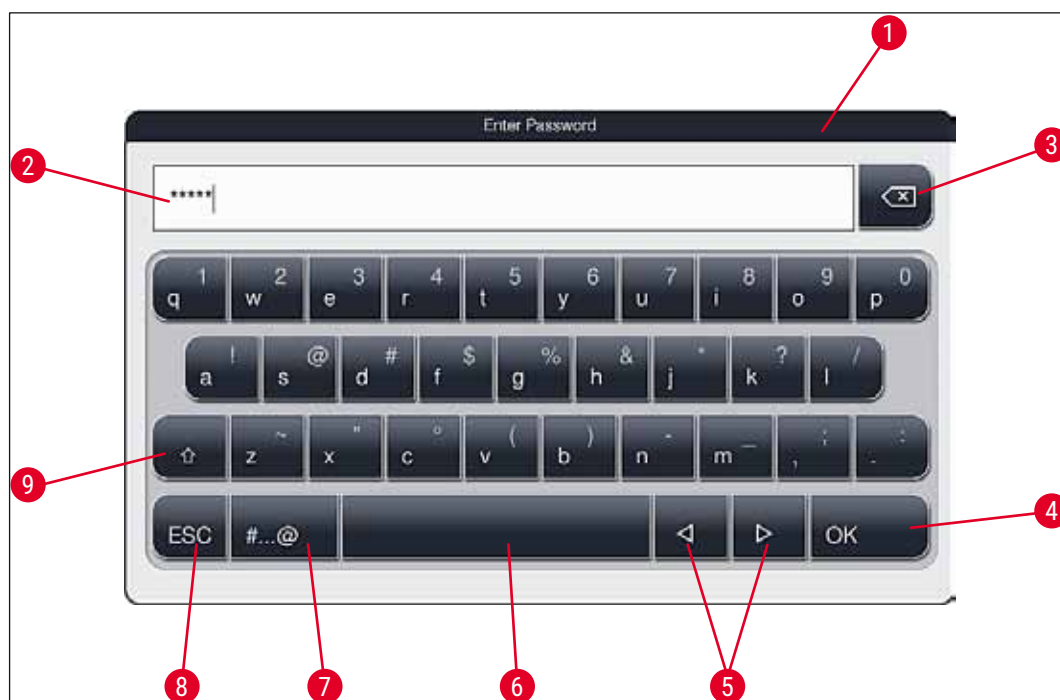 1
Enter Password
2
*****
3
1 2 3 4 5 6 7 8 9 0
q w e r t y u i o p
! @ # $ % & * ? /
a s d f g h j k l
~ " ° ( ) - _ ; :
9
z x c v b n m , .
ESC #...@ OK
4
8 7 6 5